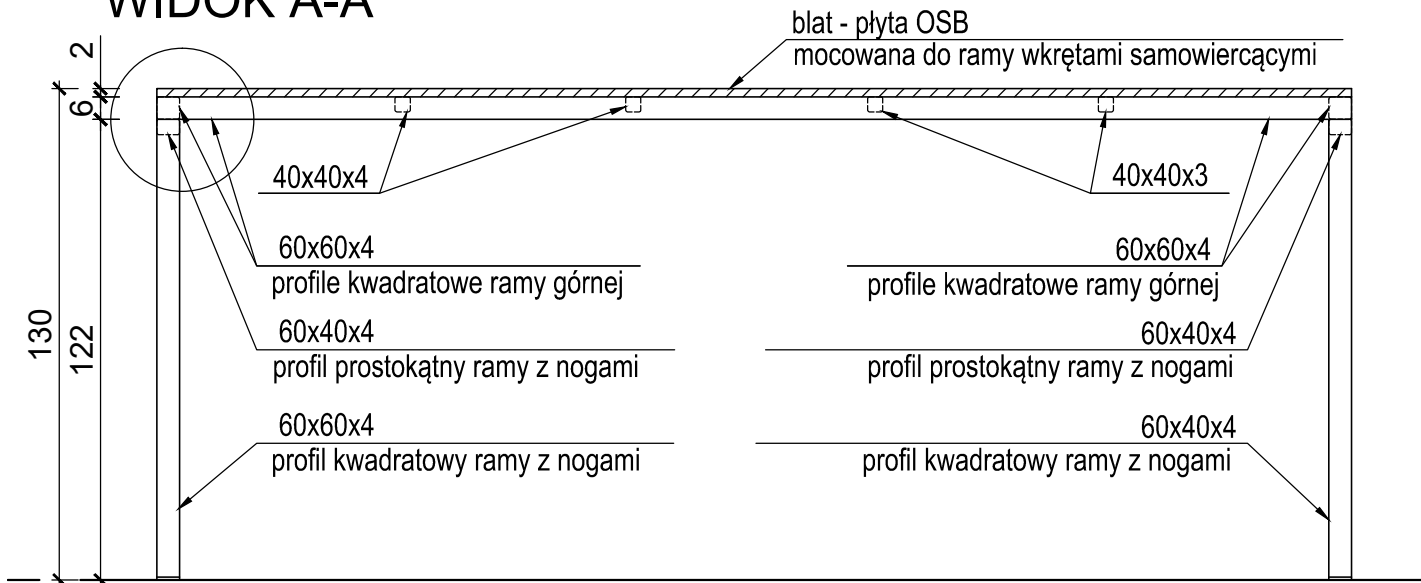 WIDOK A-A
blat - płyta OSB
mocowana do ramy wkrętami samowiercącymi
2
6
130
122
40x40x4
40x40x3
60x60x4
profile kwadratowe ramy górnej
60x60x4
profile kwadratowe ramy górnej
60x40x4
profil prostokątny ramy z nogami
60x40x4
profil prostokątny ramy z nogami
60x60x4
profil kwadratowy ramy z nogami
60x40x4
profil kwadratowy ramy z nogami